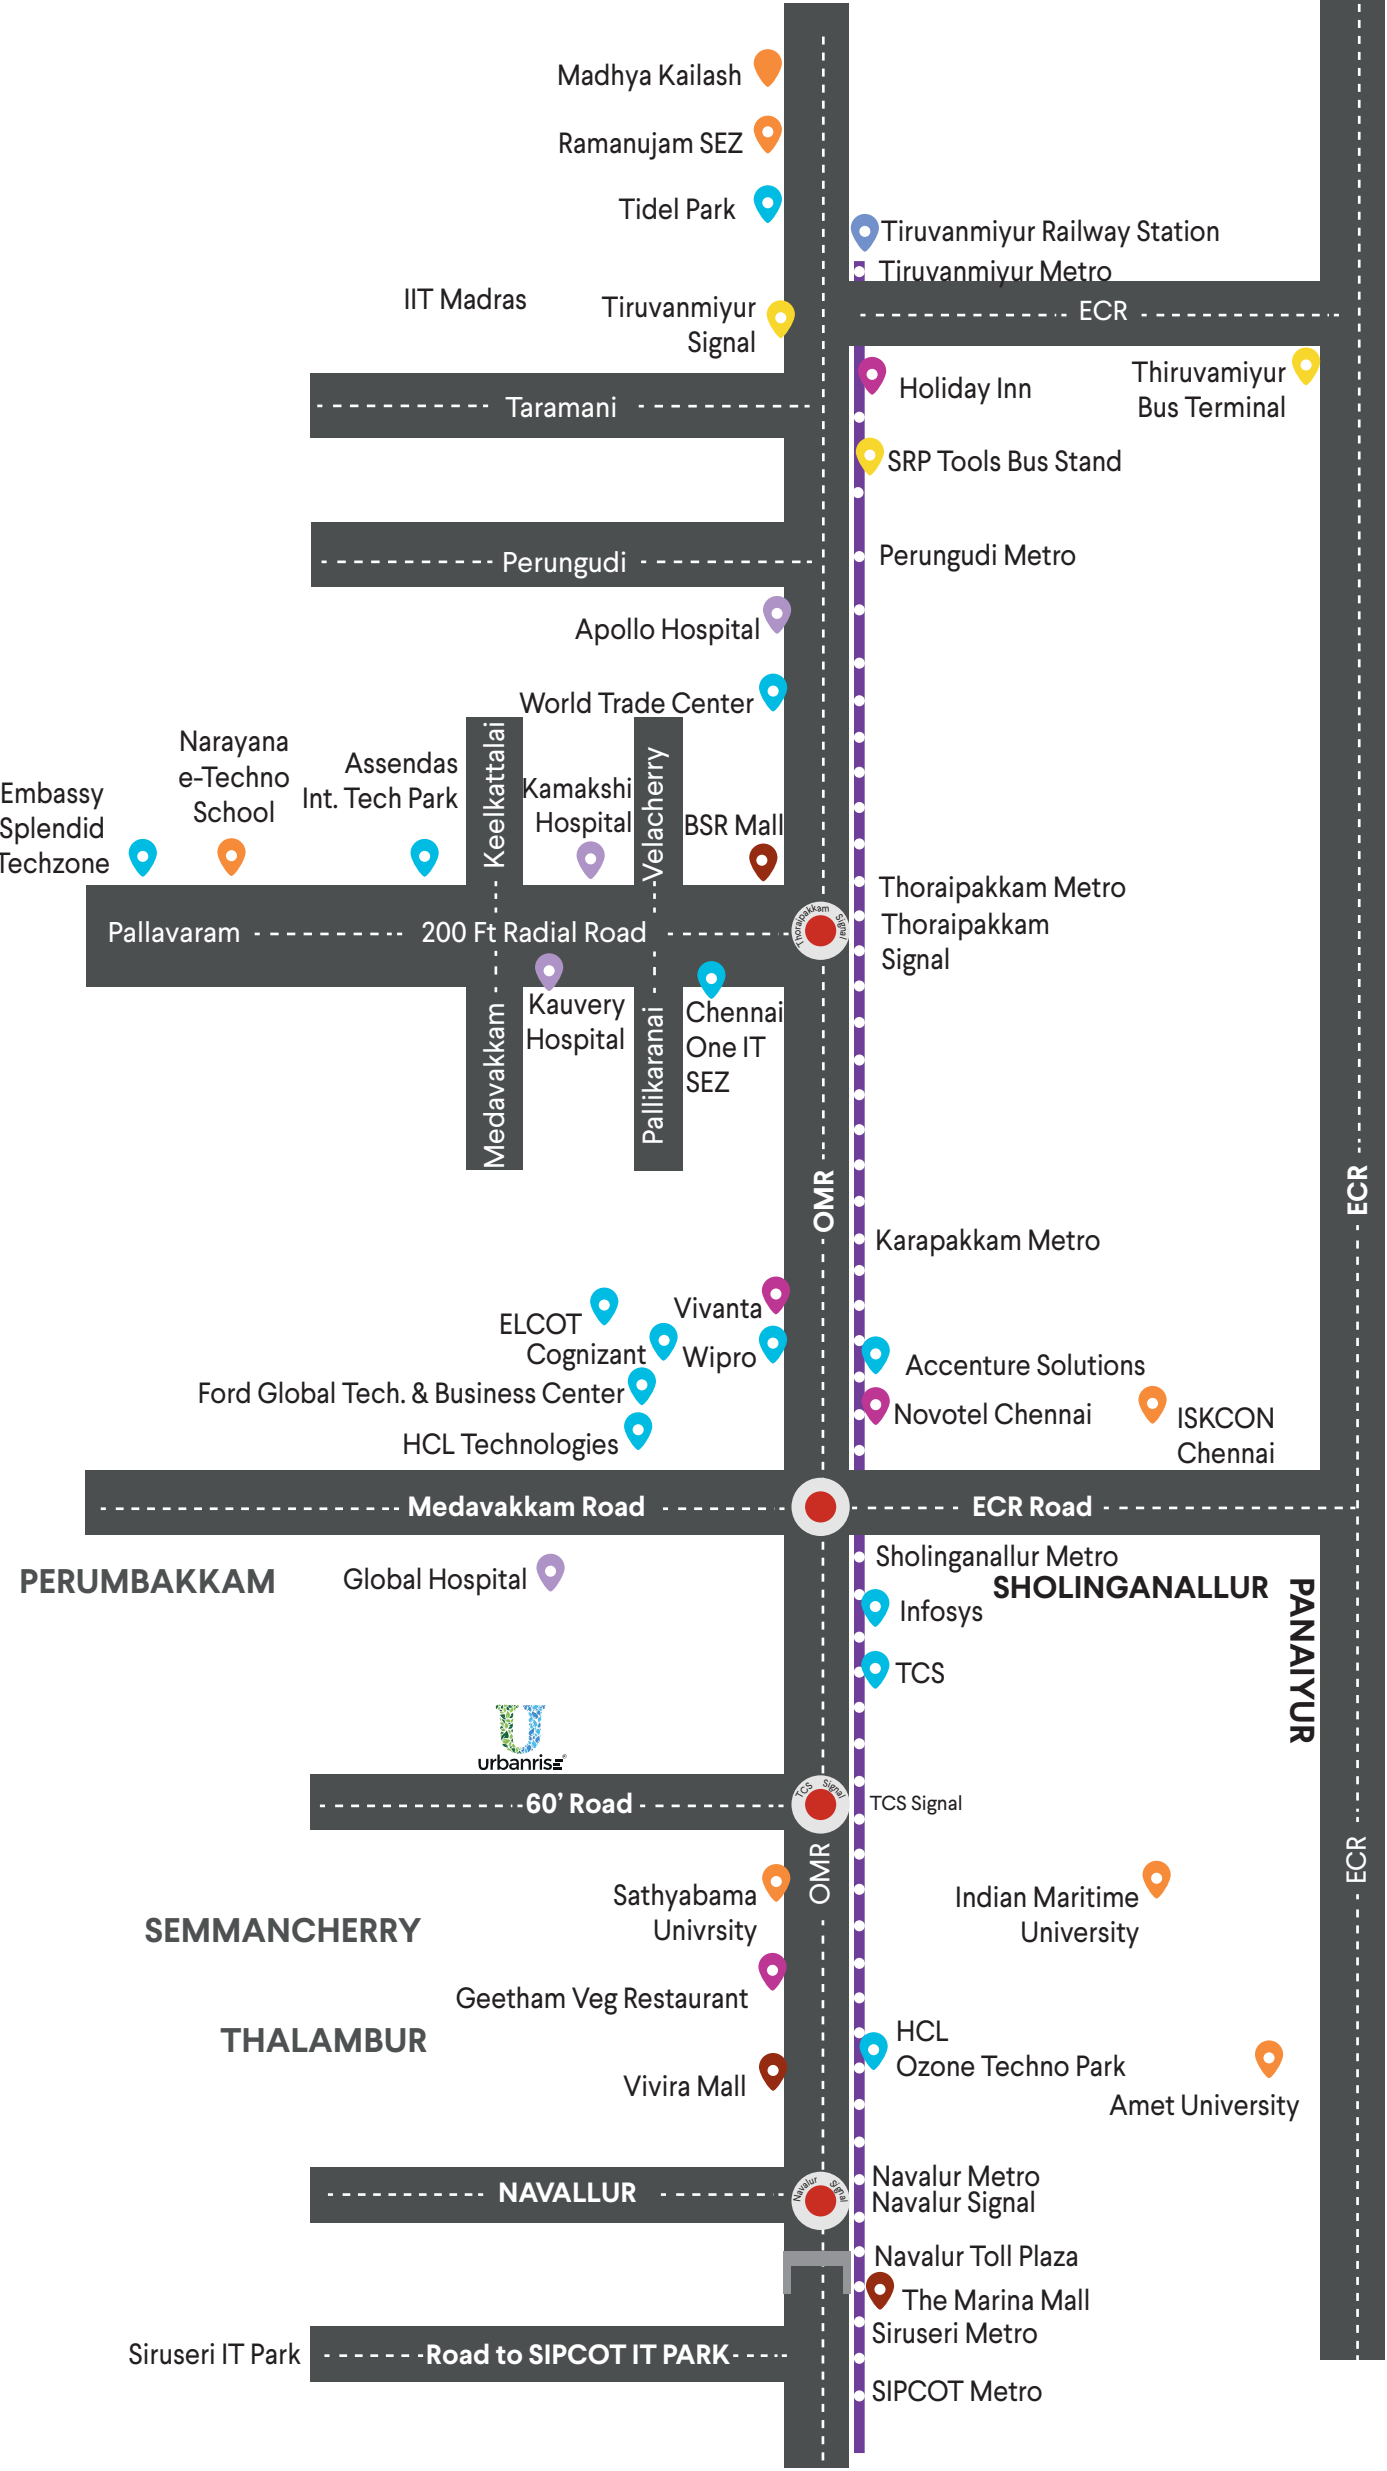 Madhya Kailash
Ramanujam SEZ
Tidel Park
Tiruvanmiyur Railway Station
Tiruvanmiyur Metro
IIT Madras
Tiruvanmiyur
Signal
ECR
Holiday Inn
Thiruvamiyur
Bus Terminal
Taramani
SRP Tools Bus Stand
Perungudi
Perungudi Metro
Apollo Hospital
World Trade Center
Embassy
Splendid
Techzone
Narayana
e-Techno
School
Assendas
Int. Tech Park
Keelkattalai
Kamakshi
Hospital
Velacherry
BSR Mall
Thoraipakkam Metro
Thoraipakkam
Signal
Pallavaram
200 Ft Radial Road
Thoraipakkam Signal
Medavakkam
Kauvery
Hospital
Pallikaranai
Chennai
One IT
SEZ
OMR
ECR
Karapakkam Metro
ELCOT
Vivanta
Cognizant
Wipro
Accenture Solutions
Ford Global Tech. & Business Center
Novotel Chennai
ISKCON
Chennai
HCL Technologies
Medavakkam Road
ECR Road
Sholinganallur Metro
PERUMBAKKAM
Global Hospital
SHOLINGANALLUR
Infosys
PANAIYUR
TCS
urbanrise®
60’ Road
TCS Signal
TCS Signal
OMR
ECR
Sathyabama
Univrsity
Indian Maritime
University
SEMMANCHERRY
Geetham Veg Restaurant
THALAMBUR
HCL
Ozone Techno Park
Vivira Mall
Amet University
NAVALLUR
Navalur Signal
Navalur Metro
Navalur Signal
Navalur Toll Plaza
The Marina Mall
Siruseri Metro
Siruseri IT Park
Road to SIPCOT IT PARK
SIPCOT Metro